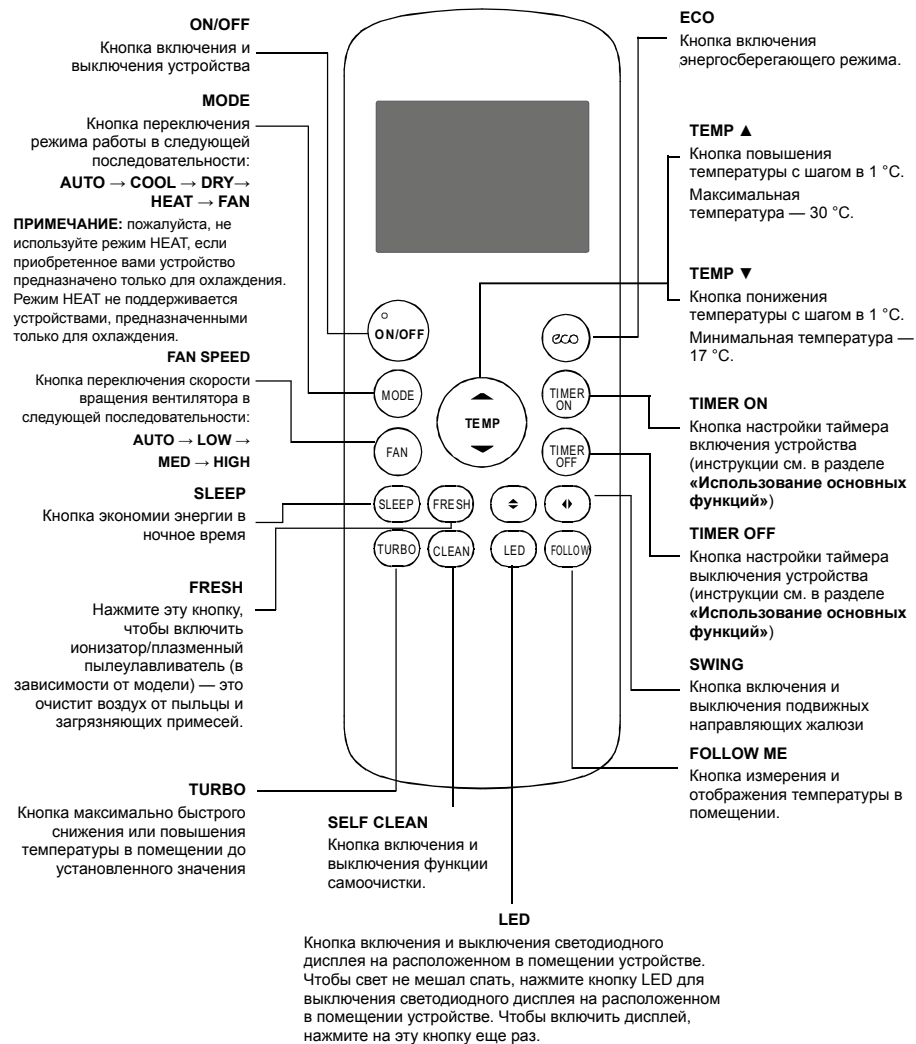 ON/OFF
Кнопка включения и
выключения устройства
MODE
Кнопка переключения
режима работы в следующей
последовательности:
AUTO → COOL → DRY→
HEAT → FAN
ПРИМЕЧАНИЕ: пожалуйста, не
используйте режим HEAT, если
приобретенное вами устройство
предназначено только для охлаждения.
Режим HEAT не поддерживается
устройствами, предназначенными
только для охлаждения.
FAN SPEED
Кнопка переключения скорости
вращения вентилятора в
следующей последовательности:
AUTO → LOW →
MED → HIGH
SLEEP
Кнопка экономии энергии в
ночное время
FRESH
Нажмите эту кнопку,
чтобы включить
ионизатор/плазменный
пылеулавливатель (в
зависимости от модели) — это
очистит воздух от пыльцы и
загрязняющих примесей.
TURBO
Кнопка максимально быстрого
снижения или повышения
температуры в помещении до
установленного значения
ON/OFF
eco
MODE
TEMP
TIMER
ON
FAN
TIMER
OFF
SLEEP
FRESH
TURBO
CLEAN
LED
FOLLOW
ECO
Кнопка включения
энергосберегающего режима.
TEMP ▲
Кнопка повышения
температуры с шагом в 1 °C.
Максимальная
температура — 30 °C.
TEMP ▼
Кнопка понижения
температуры с шагом в 1 °C.
Минимальная температура —
17 °C.
TIMER ON
Кнопка настройки таймера
включения устройства
(инструкции см. в разделе
«Использование основных
функций»)
TIMER OFF
Кнопка настройки таймера
выключения устройства
(инструкции см. в разделе
«Использование основных
функций»)
SWING
Кнопка включения и
выключения подвижных
направляющих жалюзи
FOLLOW ME
Кнопка измерения и
отображения температуры в
помещении.
SELF CLEAN
Кнопка включения и
выключения функции
самоочистки.
LED
Кнопка включения и выключения светодиодного
дисплея на расположенном в помещении устройстве.
Чтобы свет не мешал спать, нажмите кнопку LED для
выключения светодиодного дисплея на расположенном
в помещении устройстве. Чтобы включить дисплей,
нажмите на эту кнопку еще раз.